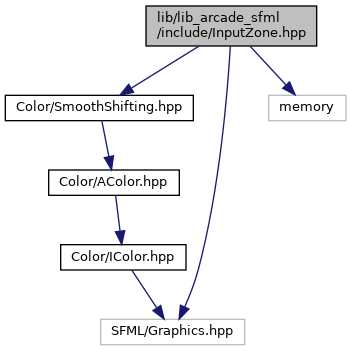 lib/lib_arcade_sfml
/include/InputZone.hpp
Color/SmoothShifting.hpp
memory
Color/AColor.hpp
Color/IColor.hpp
SFML/Graphics.hpp